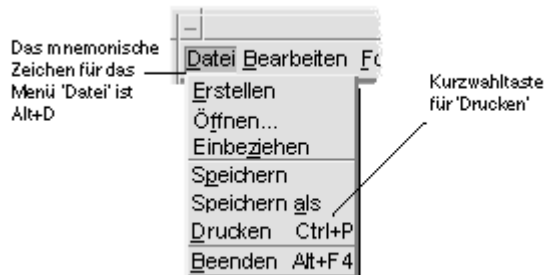 Das mnemonische
Zeichen für das
Menü 'Datei' ist
Alt+D
Datei Bearbeiten
Erstellen
Öffnen...
Einbeziehen
Speichern
Speichern als
Drucken Ctrl+P
Beenden Alt+F4
Kurzwahltaste
für 'Drucken'